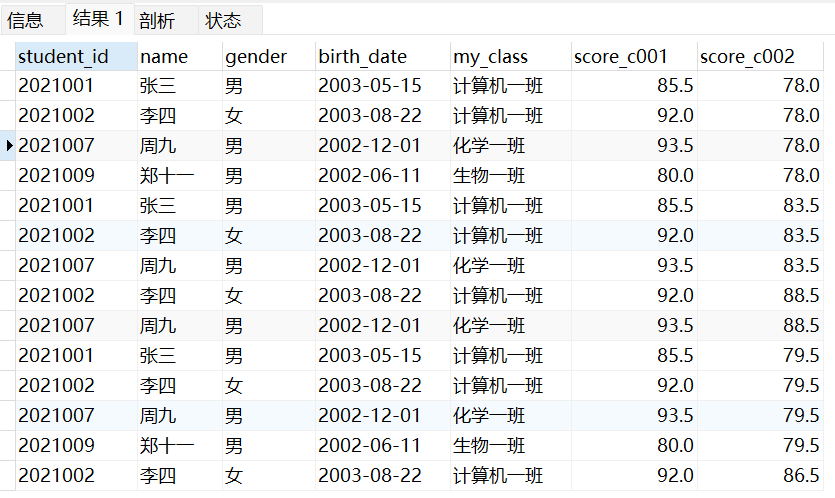 信息 结果 1 剖析 状态
student_id name gender birth_date my_class score_c001 score_c002
2021001 张三 男 2003-05-15 计算机一班 85.5 78.0
2021002 李四 女 2003-08-22 计算机一班 92.0 78.0
2021007 周九 男 2002-12-01 化学一班 93.5 78.0
2021009 郑十一 男 2002-06-11 生物一班 80.0 78.0
2021001 张三 男 2003-05-15 计算机一班 85.5 83.5
2021002 李四 女 2003-08-22 计算机一班 92.0 83.5
2021007 周九 男 2002-12-01 化学一班 93.5 83.5
2021002 李四 女 2003-08-22 计算机一班 92.0 88.5
2021007 周九 男 2002-12-01 化学一班 93.5 88.5
2021001 张三 男 2003-05-15 计算机一班 85.5 79.5
2021002 李四 女 2003-08-22 计算机一班 92.0 79.5
2021007 周九 男 2002-12-01 化学一班 93.5 79.5
2021009 郑十一 男 2002-06-11 生物一班 80.0 79.5
2021002 李四 女 2003-08-22 计算机一班 92.0 86.5